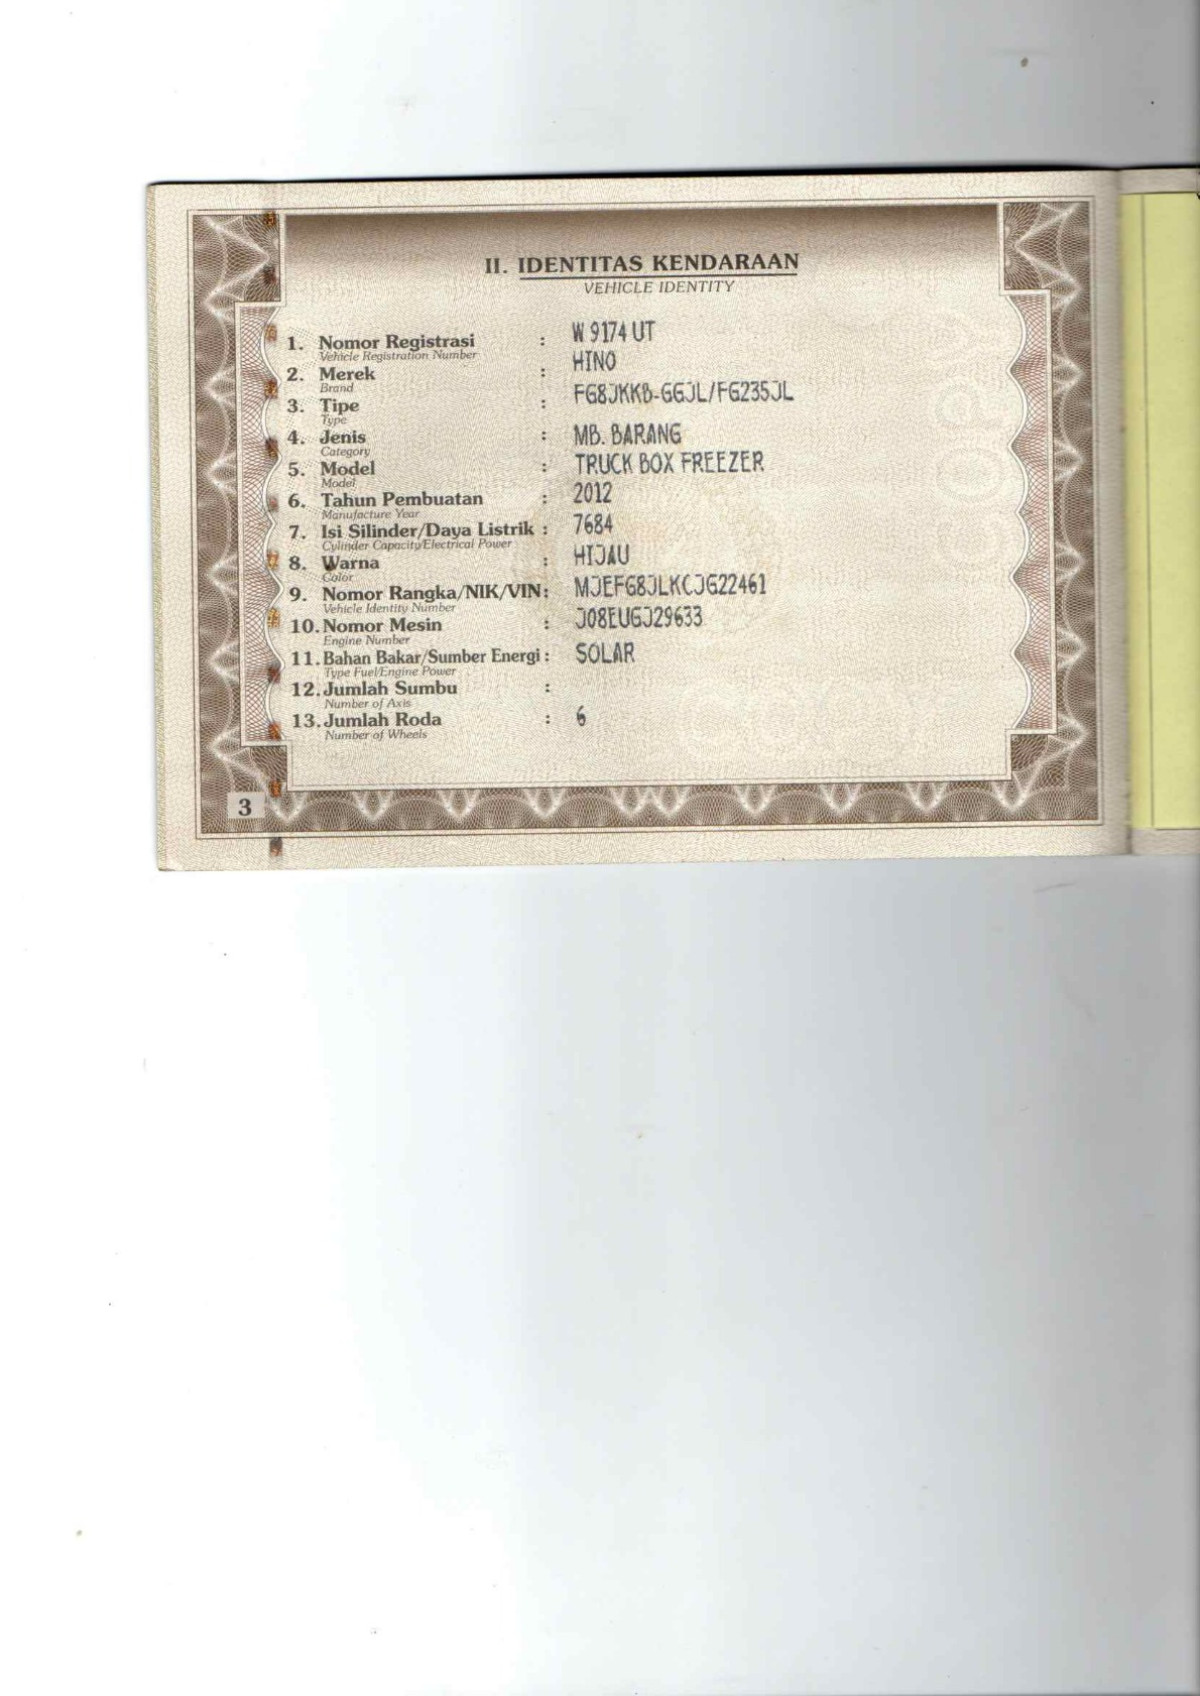 II. IDENTITAS KENDARAAN
VEHICLE IDENTITY
1. Nomor Registrasi : W 9174 UT
Vehicle Registration Number
2. Merek : HINO
Brand
3. Tipe : FG8JKKB-GGJL/FG235JL
Type
4. Jenis : MB. BARANG
Category
5. Model : TRUCK BOX FREEZER
Model
6. Tahun Pembuatan : 2012
Manufacture Year
7. Isi Silinder/Daya Listrik : 7684
Cylinder Capacity/Electrical Power
8. Warna : HIJAU
Color
9. Nomor Rangka/NIK/VIN : MJEFG8JLKCJG22461
Vehicle Identity Number
10. Nomor Mesin : J08EUGJ29633
Engine Number
11. Bahan Bakar/Sumber Energi : SOLAR
Type Fuel/Engine Power
12. Jumlah Sumbu :
Number of Axis
13. Jumlah Roda : 6
Number of Wheels
3
COPY